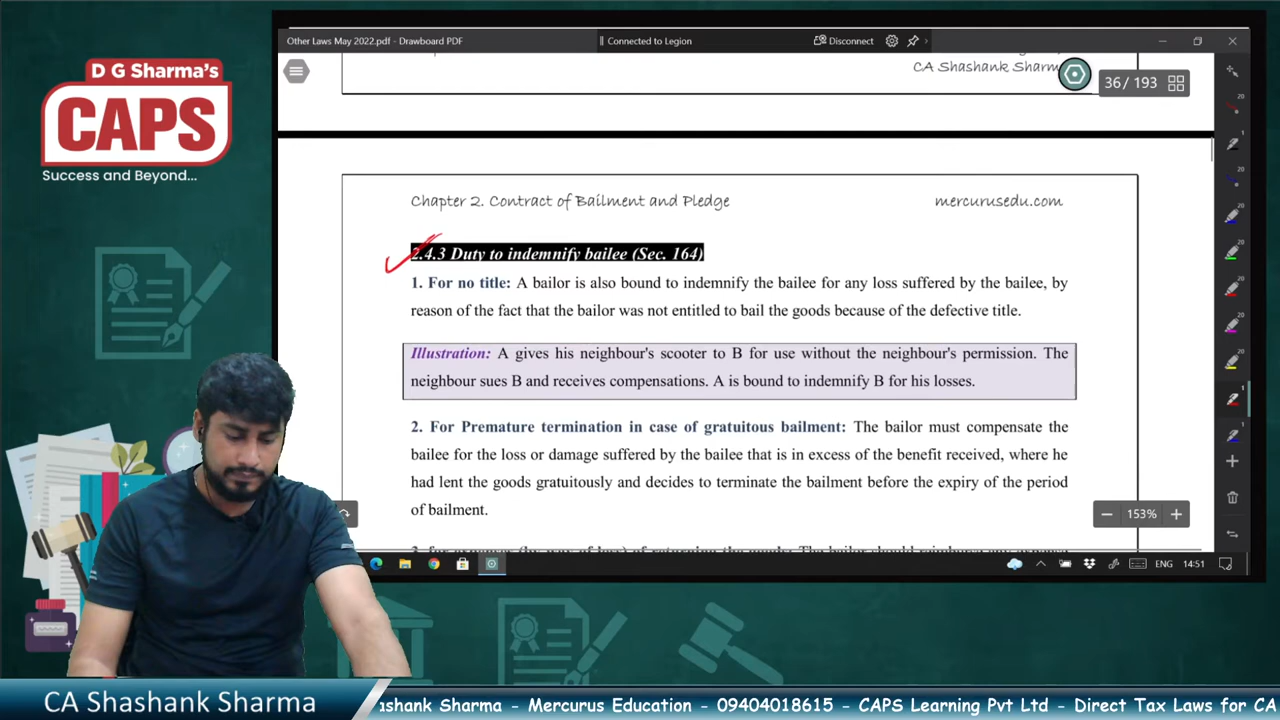 D G Sharma's
CAPS
Success and Beyond...
Other Laws May 2022.pdf - Drawboard PDF
Connected to Legion
Disconnect
CA Shashank Sharm
36 / 193
Chapter 2. Contract of Bailment and Pledge
mercurusedu.com
2.4.3 Duty to indemnify bailee (Sec. 164)
1. For no title: A bailor is also bound to indemnify the bailee for any loss suffered by the bailee, by
reason of the fact that the bailor was not entitled to bail the goods because of the defective title.
Illustration: A gives his neighbour's scooter to B for use without the neighbour's permission. The
neighbour sues B and receives compensations. A is bound to indemnify B for his losses.
2. For Premature termination in case of gratuitous bailment: The bailor must compensate the
bailee for the loss or damage suffered by the bailee that is in excess of the benefit received, where he
had lent the goods gratuitously and decides to terminate the bailment before the expiry of the period
of bailment.
153%
ENG
14:51
CA Shashank Sharma
ashank Sharma - Mercurus Education - 09404018615 - CAPS Learning Pvt Ltd - Direct Tax Laws for CA